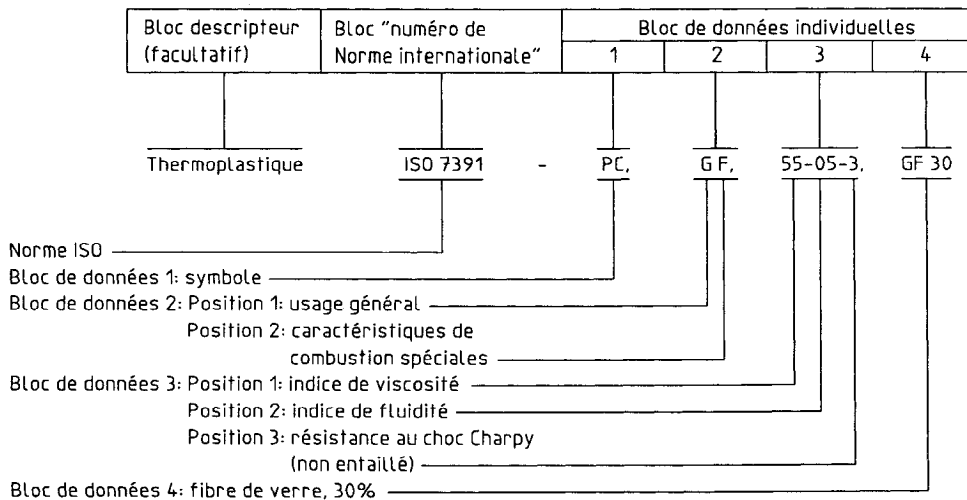 Bloc descripteur (facultatif)
Bloc "numéro de Norme internationale"
Bloc de données individuelles
1 2 3 4
Thermoplastique ISO 7391 - PC, G F, 55-05-3, GF 30
Norme ISO
Bloc de données 1: symbole
Bloc de données 2: Position 1: usage général
Position 2: caractéristiques de
combustion spéciales
Bloc de données 3: Position 1: indice de viscosité
Position 2: indice de fluidité
Position 3: résistance au choc Charpy
(non entaillé)
Bloc de données 4: fibre de verre, 30%